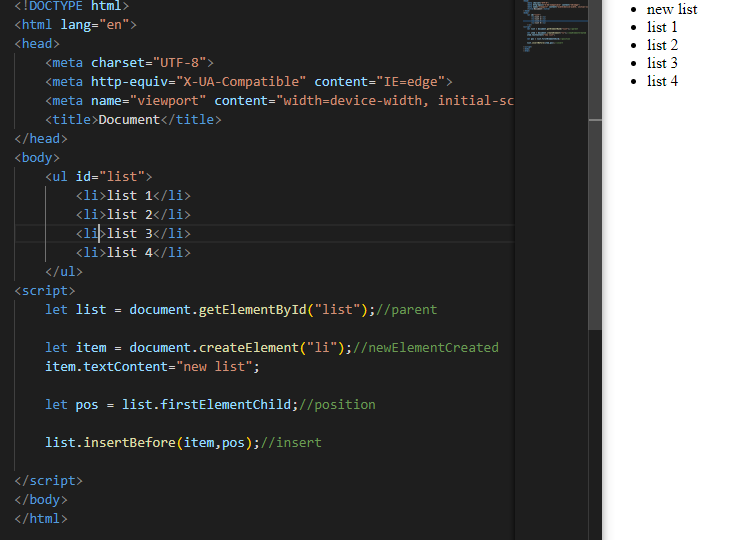 <!DOCTYPE html>
<html lang="en">
<head>
    <meta charset="UTF-8">
    <meta http-equiv="X-UA-Compatible" content="IE=edge">
    <meta name="viewport" content="width=device-width, initial-sc
    <title>Document</title>
</head>
<body>
    <ul id="list">
        <li>list 1</li>
        <li>list 2</li>
        <li>list 3</li>
        <li>list 4</li>
    </ul>
<script>
    let list = document.getElementById("list");//parent
    let item = document.createElement("li");//newElementCreated
    item.textContent="new list";
    let pos = list.firstElementChild;//position
    list.insertBefore(item,pos);//insert
</script>
</body>
</html>
• new list
• list 1
• list 2
• list 3
• list 4